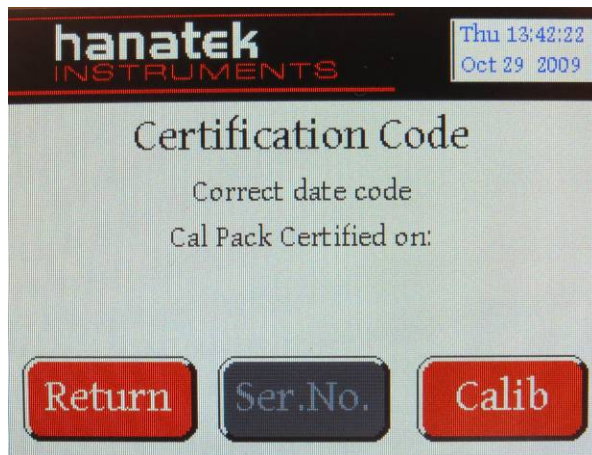 hanatek
INSTRUMENTS
Thu 13:42:22
Oct 29 2009
Certification Code
Correct date code
Cal Pack Certified on:
Return
Ser.No.
Calib